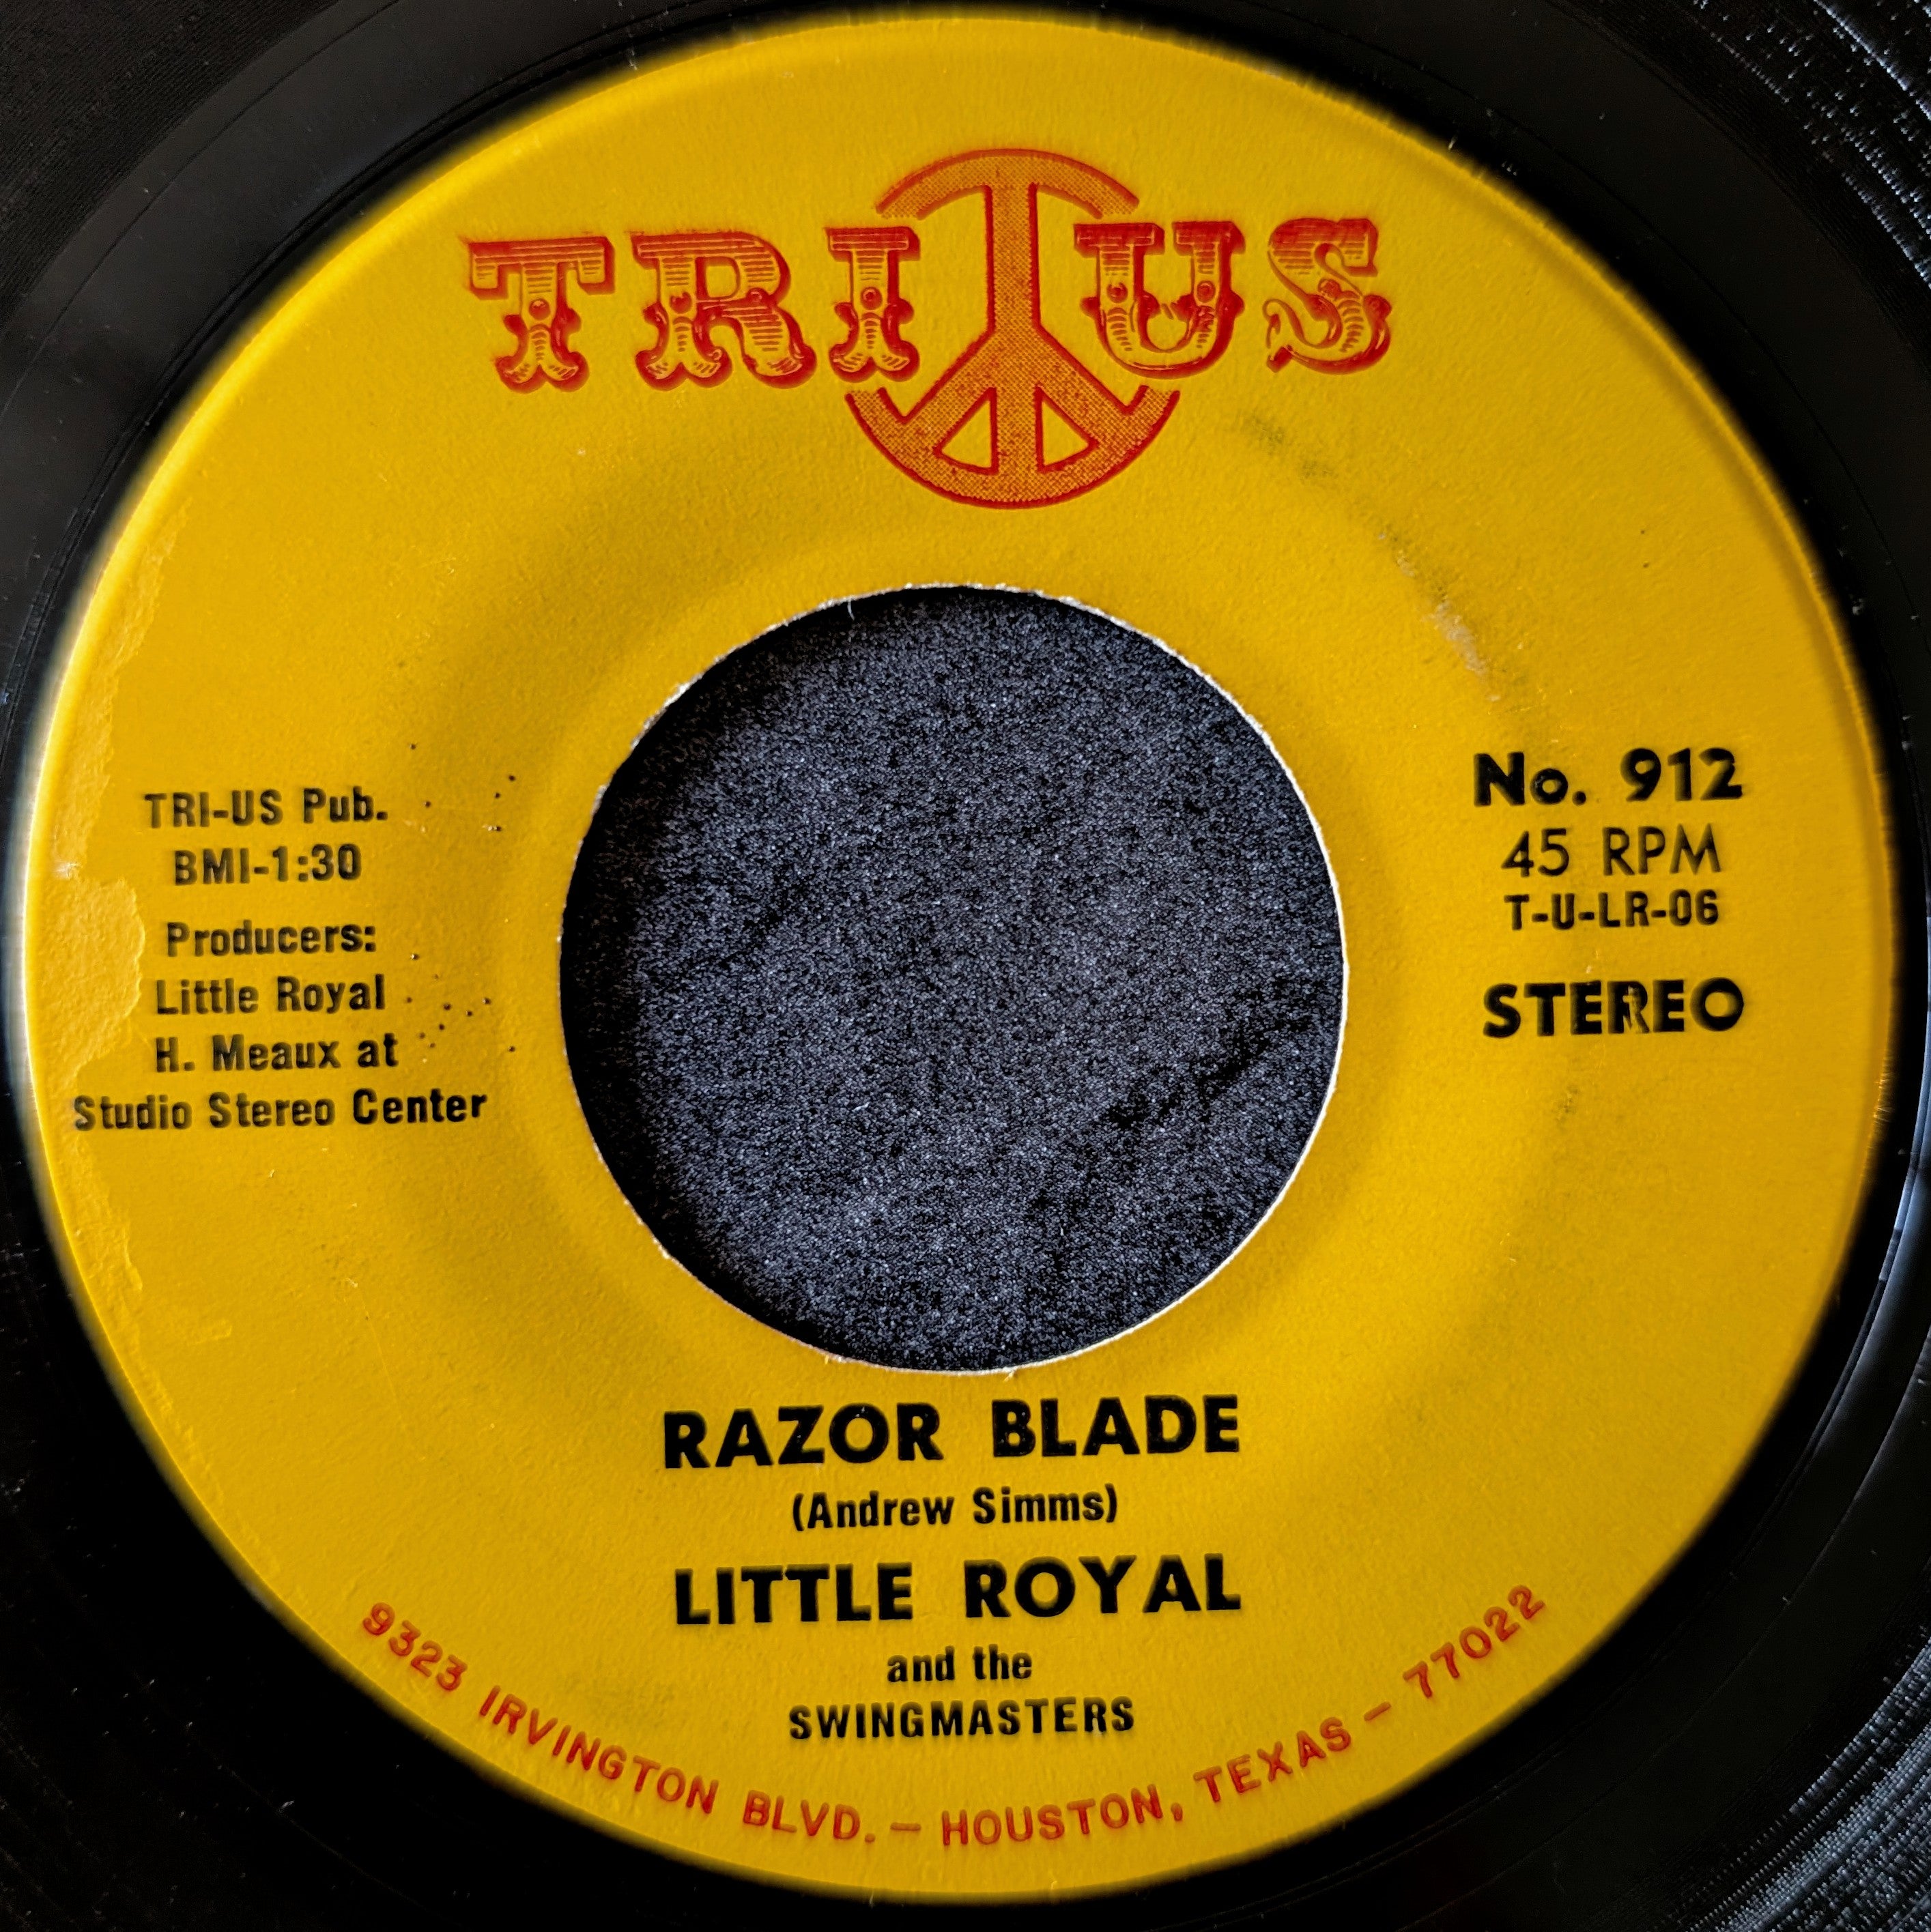 TRI US
TRI-US Pub.
BMI-1:30
Producers:
Little Royal
H. Meaux at
Studio Stereo Center
No. 912
45 RPM
T-U-LR-06
STEREO
RAZOR BLADE
(Andrew Simms)
LITTLE ROYAL
and the
SWINGMASTERS
9323 IRVINGTON BLVD. – HOUSTON, TEXAS – 77022